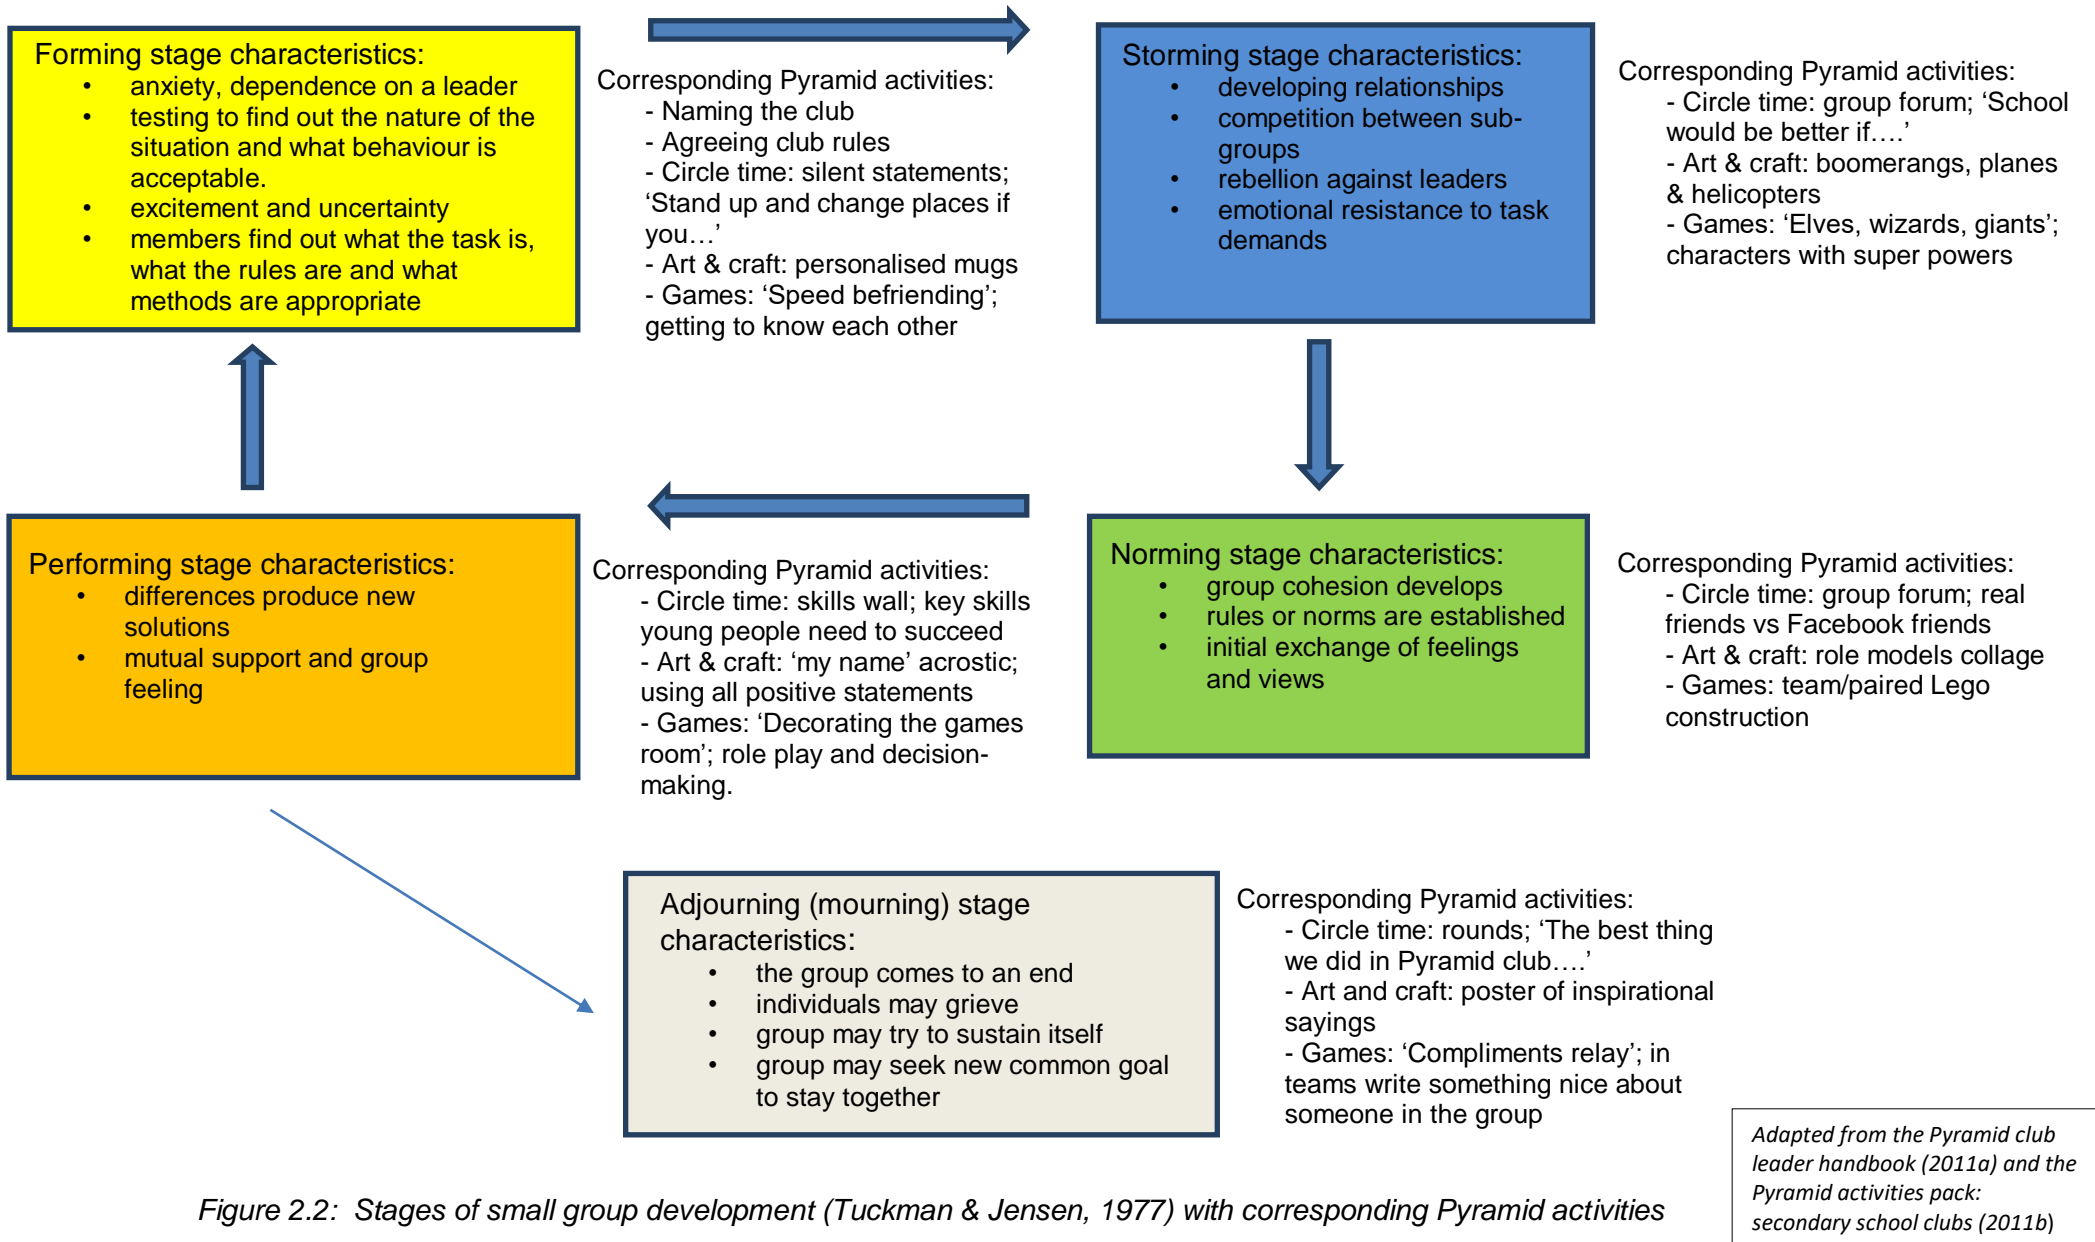 Forming stage characteristics:
• anxiety, dependence on a leader
• testing to find out the nature of the
situation and what behaviour is
acceptable.
• excitement and uncertainty
• members find out what the task is,
what the rules are and what
methods are appropriate
Corresponding Pyramid activities:
- Naming the club
- Agreeing club rules
- Circle time: silent statements;
‘Stand up and change places if
you…’
- Art & craft: personalised mugs
- Games: ‘Speed befriending’;
getting to know each other
Storming stage characteristics:
• developing relationships
• competition between sub-
groups
• rebellion against leaders
• emotional resistance to task
demands
Corresponding Pyramid activities:
- Circle time: group forum; ‘School
would be better if….’
- Art & craft: boomerangs, planes
& helicopters
- Games: ‘Elves, wizards, giants’;
characters with super powers
Performing stage characteristics:
• differences produce new
solutions
• mutual support and group
feeling
Corresponding Pyramid activities:
- Circle time: skills wall; key skills
young people need to succeed
- Art & craft: ‘my name’ acrostic;
using all positive statements
- Games: ‘Decorating the games
room’; role play and decision-
making.
Norming stage characteristics:
• group cohesion develops
• rules or norms are established
• initial exchange of feelings
and views
Corresponding Pyramid activities:
- Circle time: group forum; real
friends vs Facebook friends
- Art & craft: role models collage
- Games: team/paired Lego
construction
Adjourning (mourning) stage
characteristics:
• the group comes to an end
• individuals may grieve
• group may try to sustain itself
• group may seek new common goal
to stay together
Corresponding Pyramid activities:
- Circle time: rounds; ‘The best thing
we did in Pyramid club….’
- Art and craft: poster of inspirational
sayings
- Games: ‘Compliments relay’; in
teams write something nice about
someone in the group
Adapted from the Pyramid club
leader handbook (2011a) and the
Pyramid activities pack:
secondary school clubs (2011b)
Figure 2.2: Stages of small group development (Tuckman & Jensen, 1977) with corresponding Pyramid activities